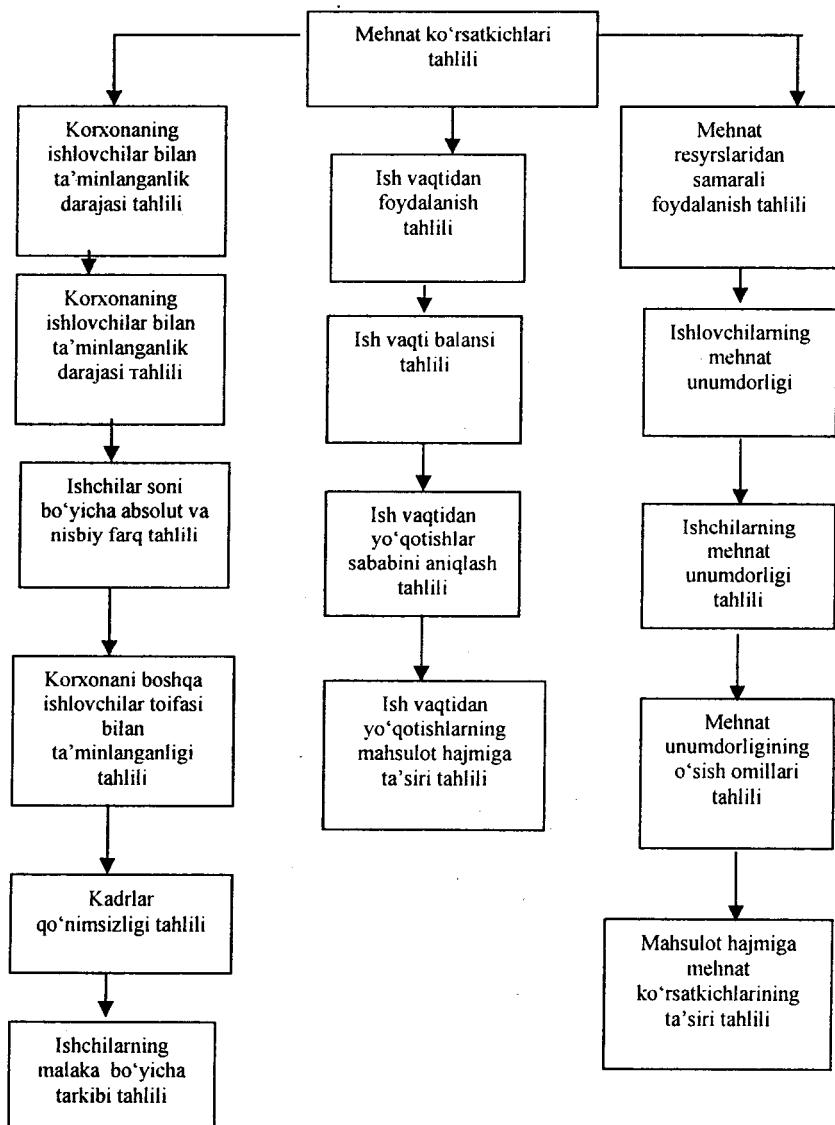 Mehnat ko‘rsatkichlari
tahlili
Korxonaning
ishlovchilar bilan
ta’minlanganlik
darajasi tahlili
Korxonaning
ishlovchilar bilan
ta’minlanganlik
darajasi тahlili
Ishchilar soni
bo‘yicha absolut va
nisbiy farq tahlili
Korxonani boshqa
ishlovchilar toifasi
bilan
ta’minlanganligi
tahlili
Kadrlar
qo‘nimsizligi tahlili
Ishchilarning
malaka bo‘yicha
tarkibi tahlili
Ish vaqtidan
foydalanish
tahlili
Ish vaqti balansi
tahlili
Ish vaqtidan
yo‘qotishlar
sababini aniqlash
tahlili
Ish vaqtidan
yo‘qotishlarning
mahsulot hajmiga
ta’siri tahlili
Mehnat
resyrslaridan
samarali
foydalanish tahlili
Ishlovchilarning
mehnat
unumdorligi
Ishchilarning
mehnat
unumdorligi
tahlili
Mehnat
unumdorligining
o‘sish omillari
tahlili
Mahsulot hajmiga
mehnat
ko‘rsatkichlarining
ta’siri tahlili